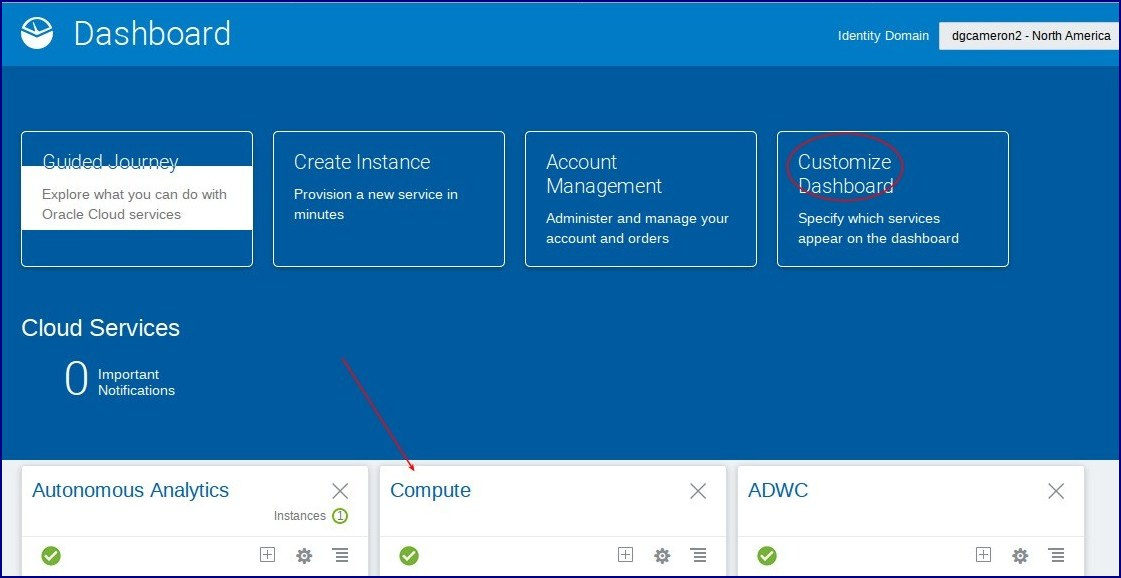 Dashboard
Identity Domain
dgcameron2 - North America
Guided Journey
Explore what you can do with
Oracle Cloud services
Create Instance
Provision a new service in
minutes
Account
Management
Administer and manage your
account and orders
Customize
Dashboard
Specify which services
appear on the dashboard
Cloud Services
0
Important
Notifications
Autonomous Analytics
Instances 1
Compute
ADWC